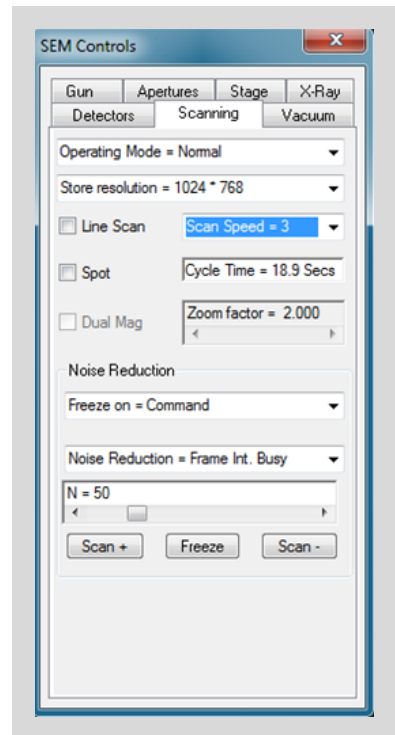 SEM Controls
Gun Apertures Stage X-Ray
Detectors Scanning Vacuum
Operating Mode = Normal
Store resolution = 1024 * 768
Line Scan Scan Speed = 3
Spot Cycle Time = 18.9 Secs
Dual Mag Zoom factor = 2.000
Noise Reduction
Freeze on = Command
Noise Reduction = Frame Int. Busy
N = 50
Scan + Freeze Scan -